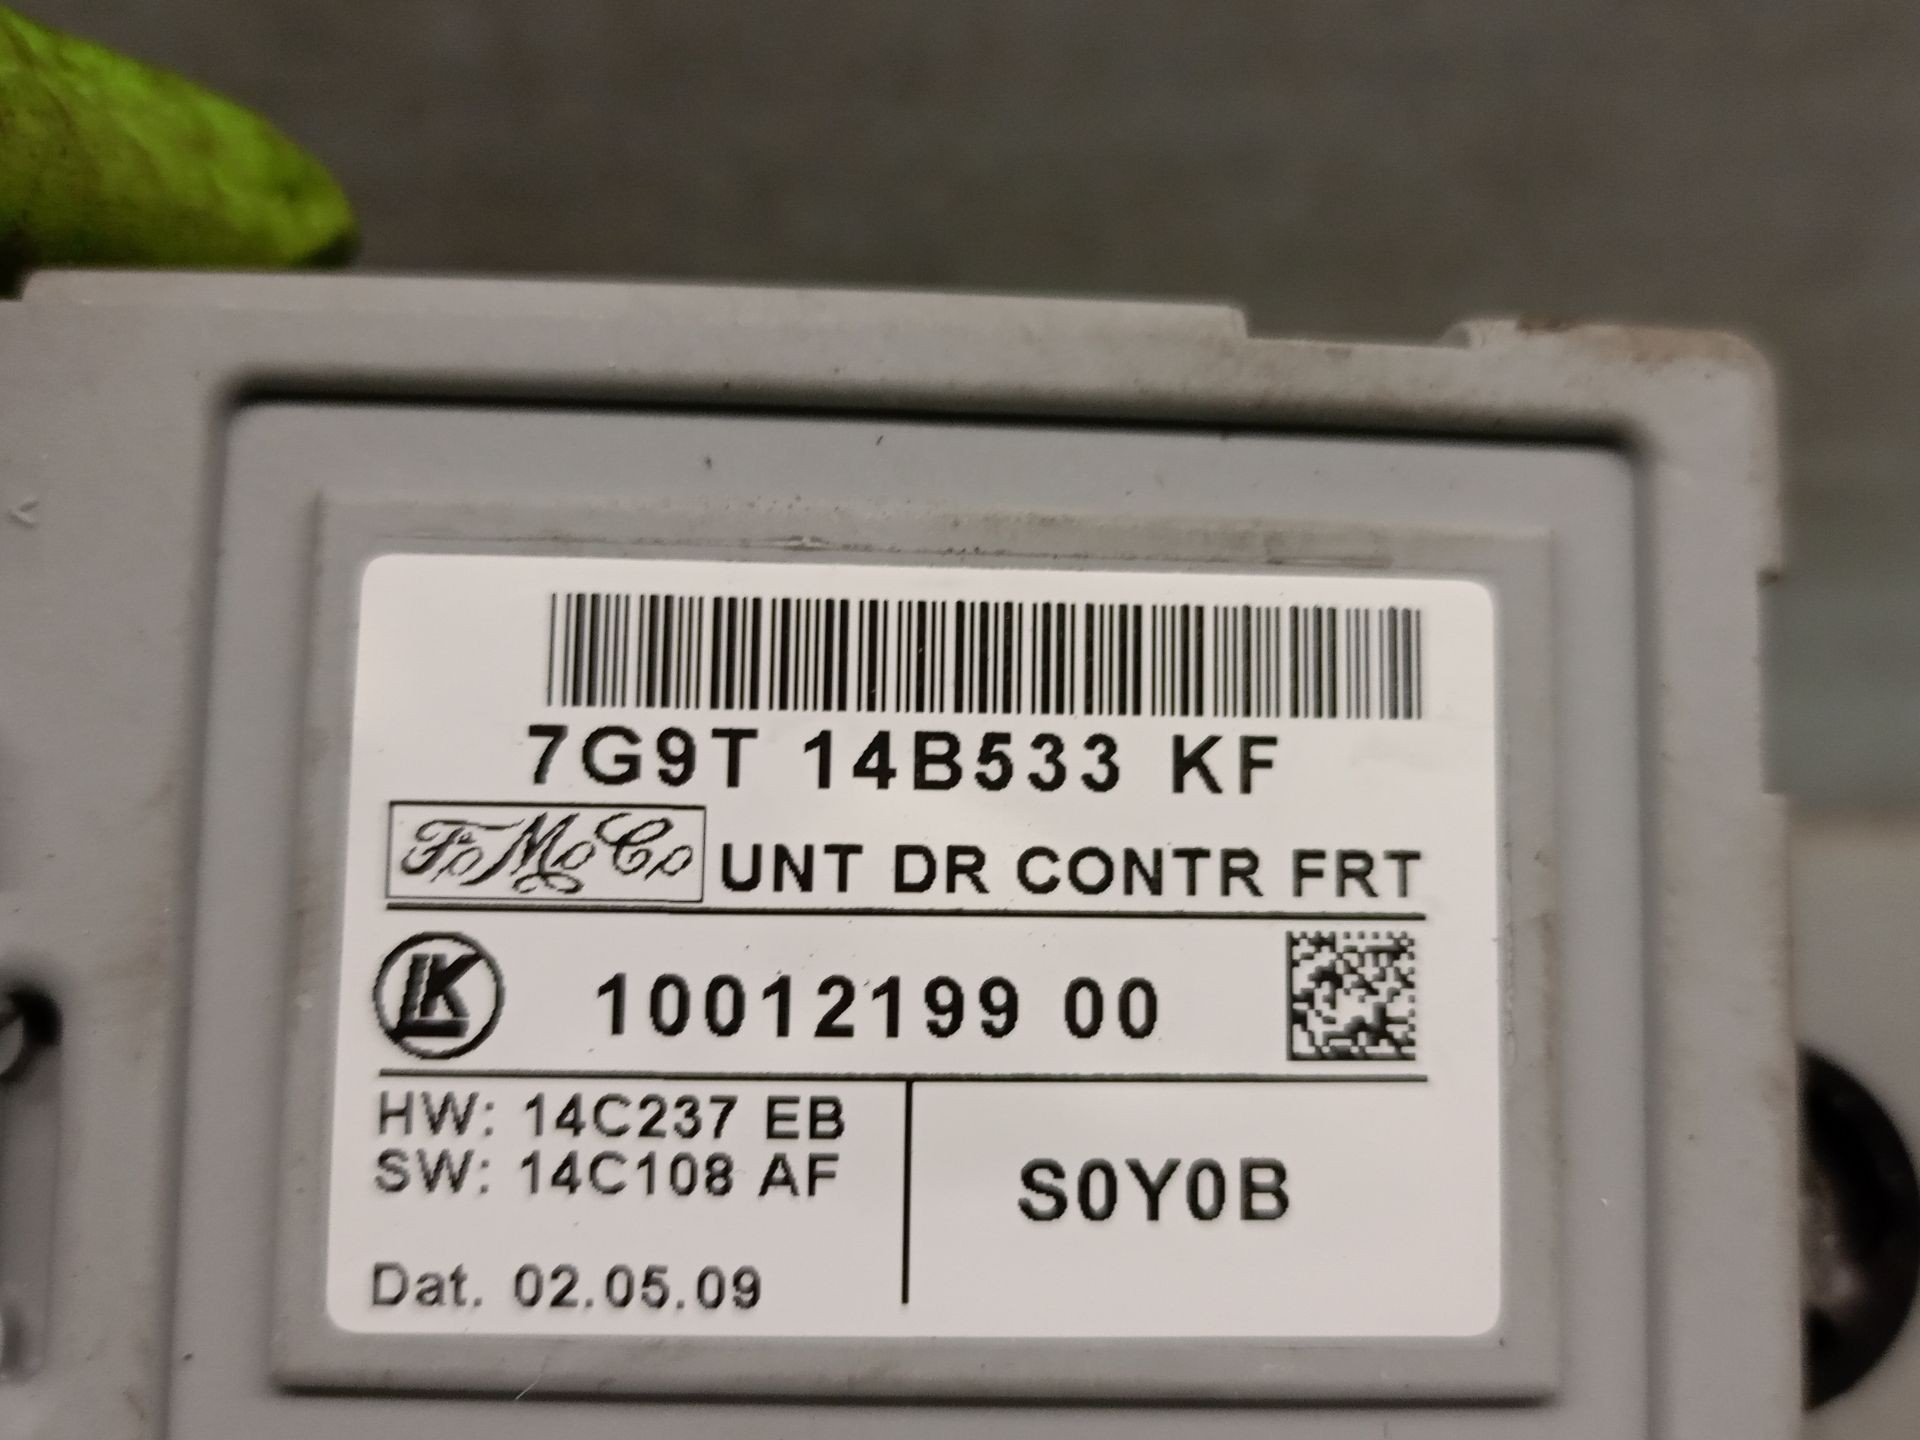 7G9T 14B533 KF
FoMoCo UNT DR CONTR FRT
LK 10012199 00
HW: 14C237 EB
SW: 14C108 AF
S0Y0B
Dat. 02.05.09